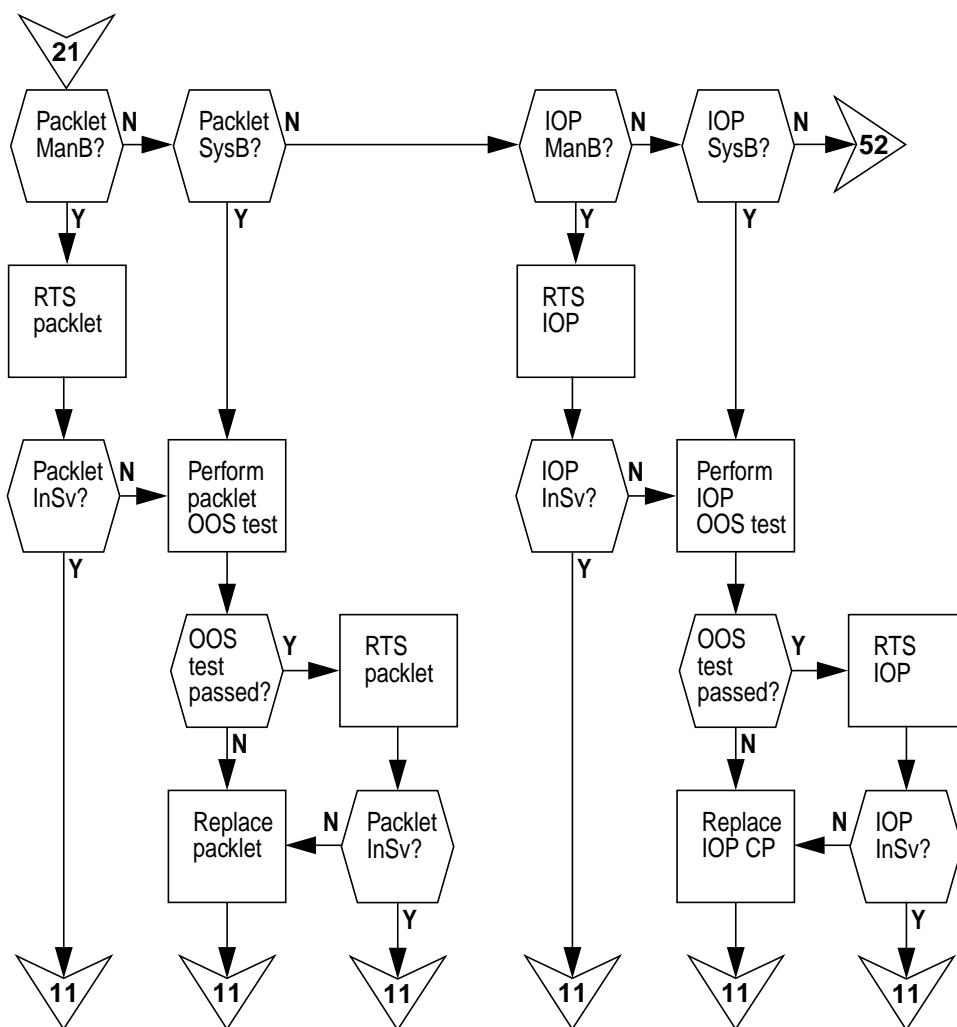 21
Packlet
ManB?
N
Packlet
SysB?
N
IOP
ManB?
N
IOP
SysB?
N
52
Y
Y
Y
Y
RTS
packlet
RTS
IOP
Packlet
InSv?
N
Perform
packlet
OOS test
IOP
InSv?
N
Perform
IOP
OOS test
Y
Y
OOS
test
passed?
Y
RTS
packlet
OOS
test
passed?
Y
RTS
IOP
N
N
Replace
packlet
N
Packlet
InSv?
Replace
IOP CP
N
IOP
InSv?
Y
Y
11
11
11
11
11
11